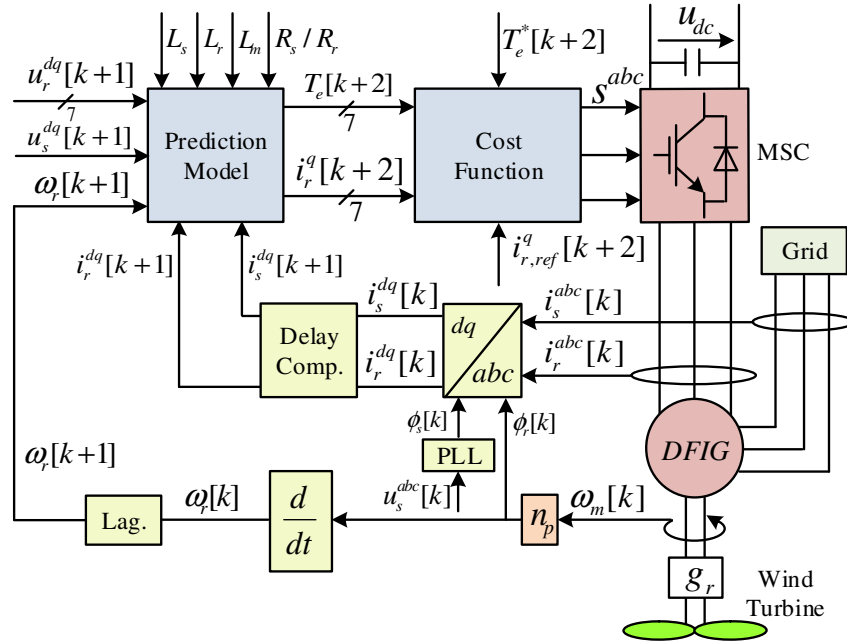 L_s L_r L_m R_s / R_r
T_e^*[k+2]
u_dc
u_r^{dq}[k+1]
7
T_e[k+2]
7
s^{abc}
u_s^{dq}[k+1]
Prediction
Model
Cost
Function
MSC
ω_r[k+1]
i_r^q[k+2]
7
i_r^{dq}[k+1]
i_s^{dq}[k+1]
i_{r,ref}^q[k+2]
Grid
i_s^{dq}[k]
i_s^{abc}[k]
Delay
Comp.
dq
abc
i_r^{dq}[k]
i_r^{abc}[k]
ϕ_s[k]
ϕ_r[k]
DFIG
PLL
ω_r[k+1]
u_s^{abc}[k]
Lag.
ω_r[k]
d
dt
n_p
ω_m[k]
g_r
Wind
Turbine